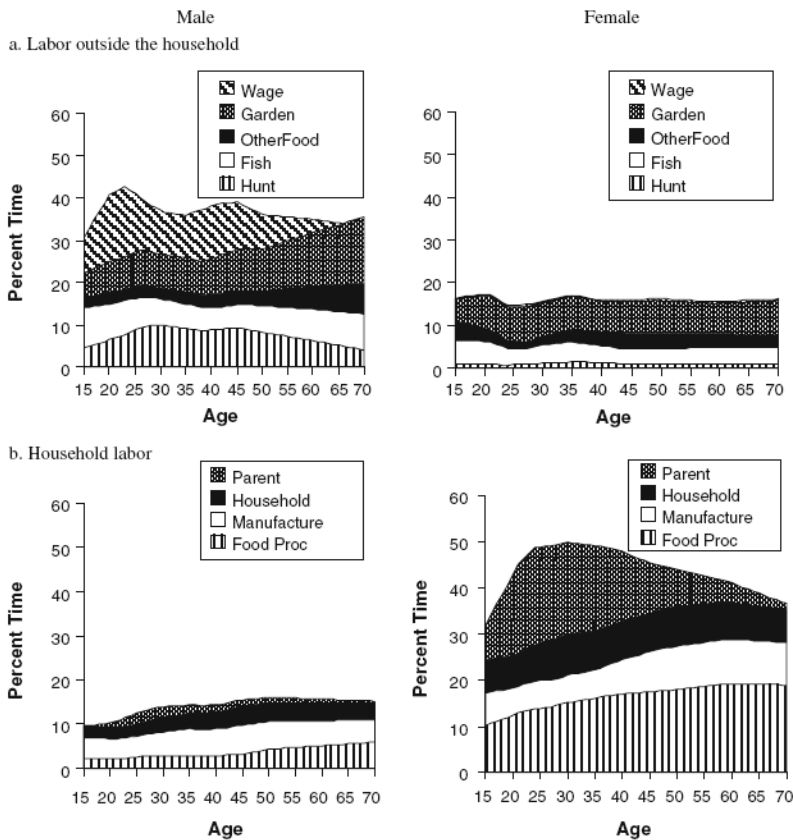 Male Female
a. Labor outside the household
Wage
Garden
OtherFood
Fish
Hunt
60
50
40
30
20
10
0
Percent Time
15 20 25 30 35 40 45 50 55 60 65 70
Age
Wage
Garden
OtherFood
Fish
Hunt
60
50
40
30
20
10
0
Percent Time
15 20 25 30 35 40 45 50 55 60 65 70
Age
b. Household labor
Parent
Household
Manufacture
Food Proc
60
50
40
30
20
10
0
Percent Time
15 20 25 30 35 40 45 50 55 60 65 70
Age
Parent
Household
Manufacture
Food Proc
60
50
40
30
20
10
0
Percent Time
15 20 25 30 35 40 45 50 55 60 65 70
Age